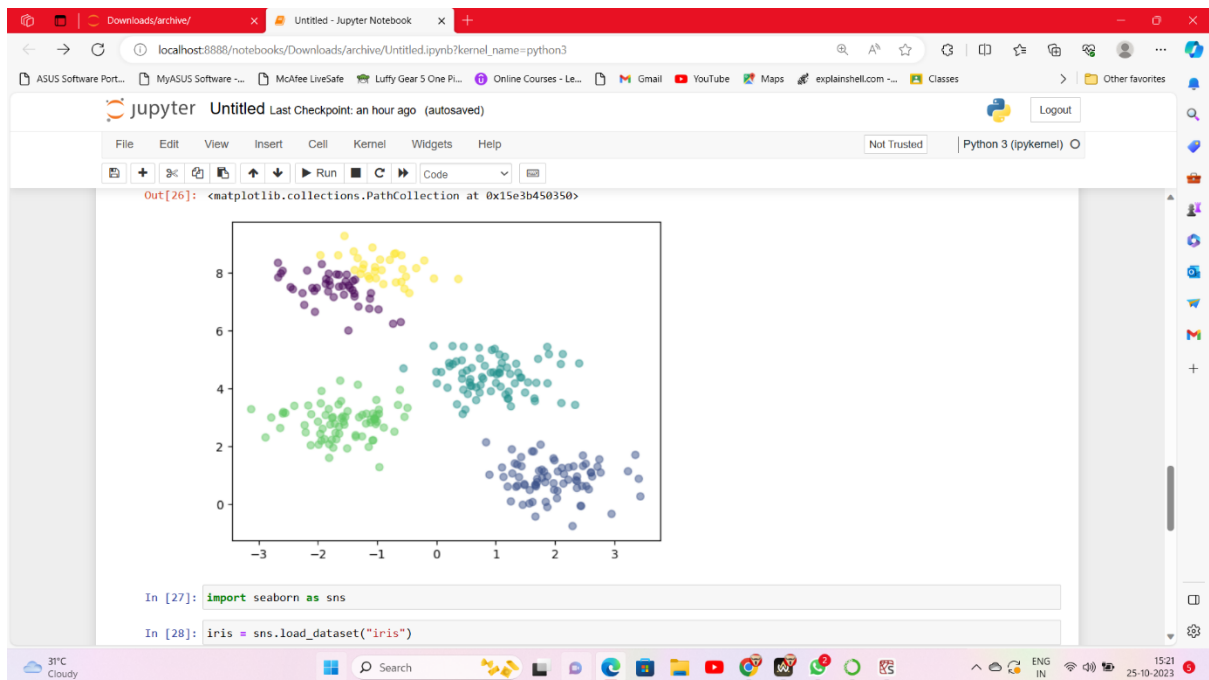 Downloads/archive/
Untitled - Jupyter Notebook
localhost:8888/notebooks/Downloads/archive/Untitled.ipynb?kernel_name=python3
ASUS Software Port... MyASUS Software -... McAfee LiveSafe Luffy Gear 5 One Pi... Online Courses - Le... Gmail YouTube Maps explainshell.com -... Classes Other favorites
jupyter Untitled Last Checkpoint: an hour ago (autosaved) Logout
File Edit View Insert Cell Kernel Widgets Help Not Trusted Python 3 (ipykernel)
Run Code
Out[26]: <matplotlib.collections.PathCollection at 0x15e3b450350>
8
6
4
2
0
−3 −2 −1 0 1 2 3
In [27]: import seaborn as sns
In [28]: iris = sns.load_dataset("iris")
31°C
Cloudy
Search
ENG
IN
15:21
25-10-2023